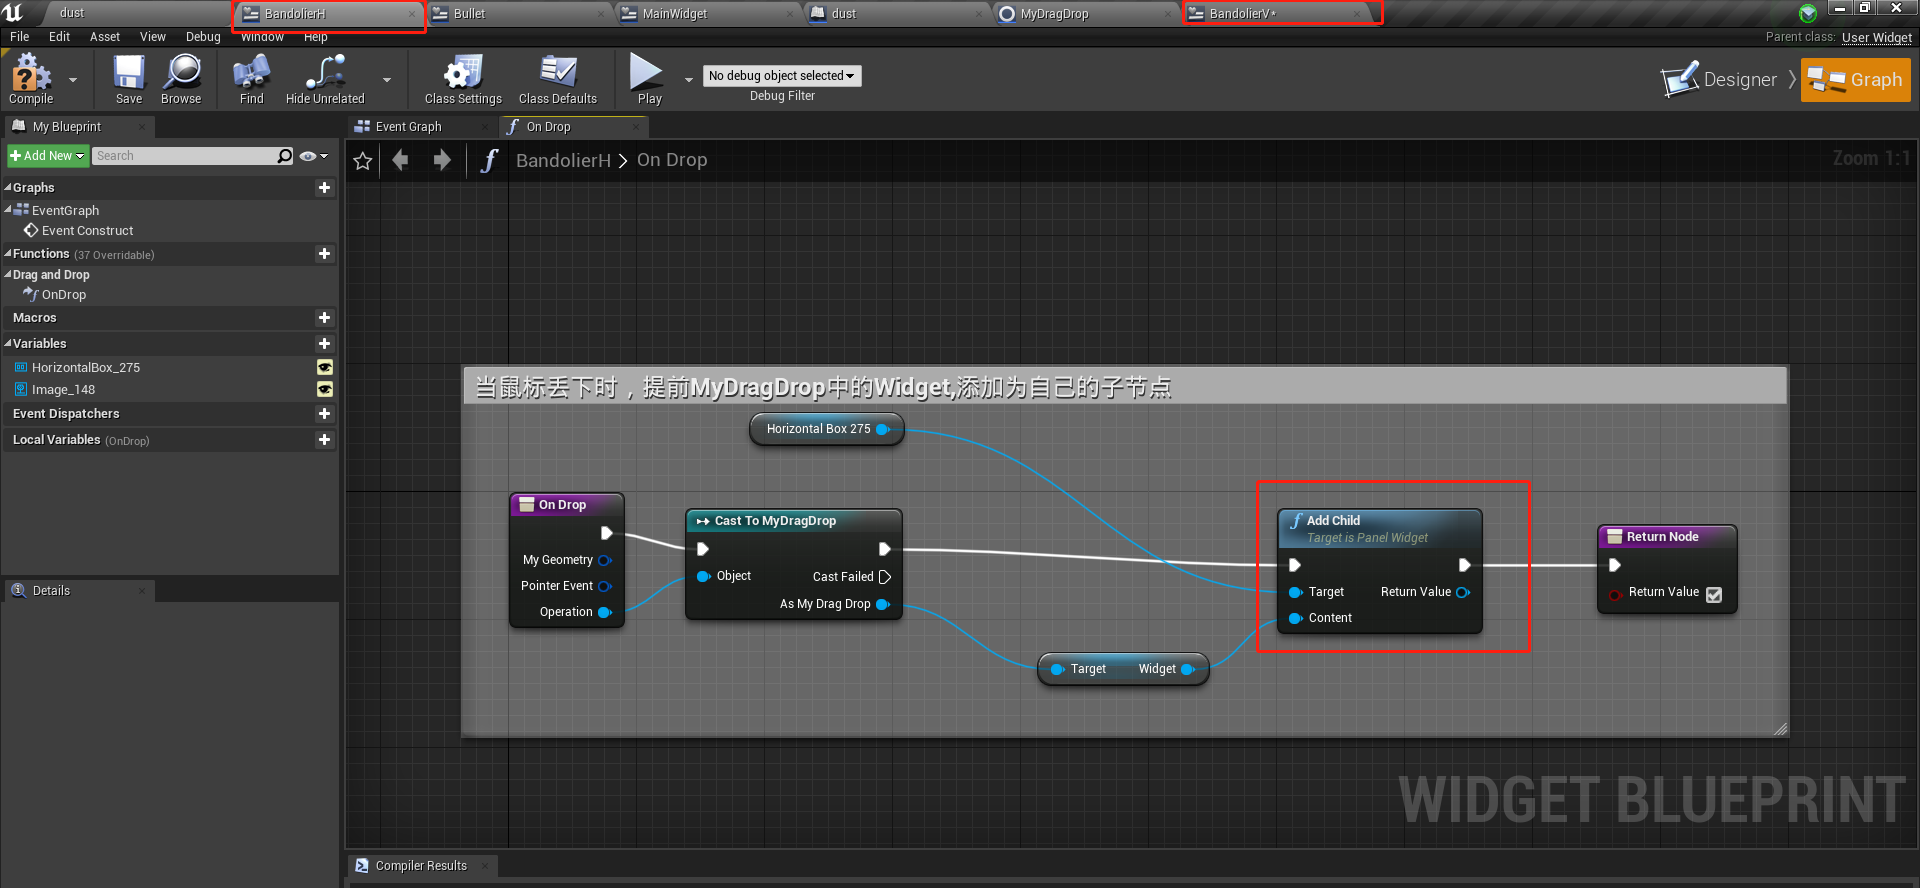 dust
BandolierH
Bullet
MainWidget
dust
MyDragDrop
BandolierV*
File Edit Asset View Debug Window Help
Parent class: User Widget
Compile
Save
Browse
Find
Hide Unrelated
Class Settings
Class Defaults
Play
No debug object selected
Debug Filter
Designer
Graph
My Blueprint
Event Graph
On Drop
Add New
Search
BandolierH > On Drop
Zoom 1:1
Graphs
EventGraph
Event Construct
Functions (37 Overridable)
Drag and Drop
OnDrop
Macros
Variables
HorizontalBox_275
Image_148
Event Dispatchers
Local Variables (OnDrop)
当鼠标丢下时，提前MyDragDrop中的Widget,添加为自己的子节点
Horizontal Box 275
On Drop
My Geometry
Pointer Event
Operation
Cast To MyDragDrop
Object
Cast Failed
As My Drag Drop
Target Widget
Add Child
Target is Panel Widget
Target
Return Value
Content
Return Node
Return Value
Details
WIDGET BLUEPRINT
Compiler Results